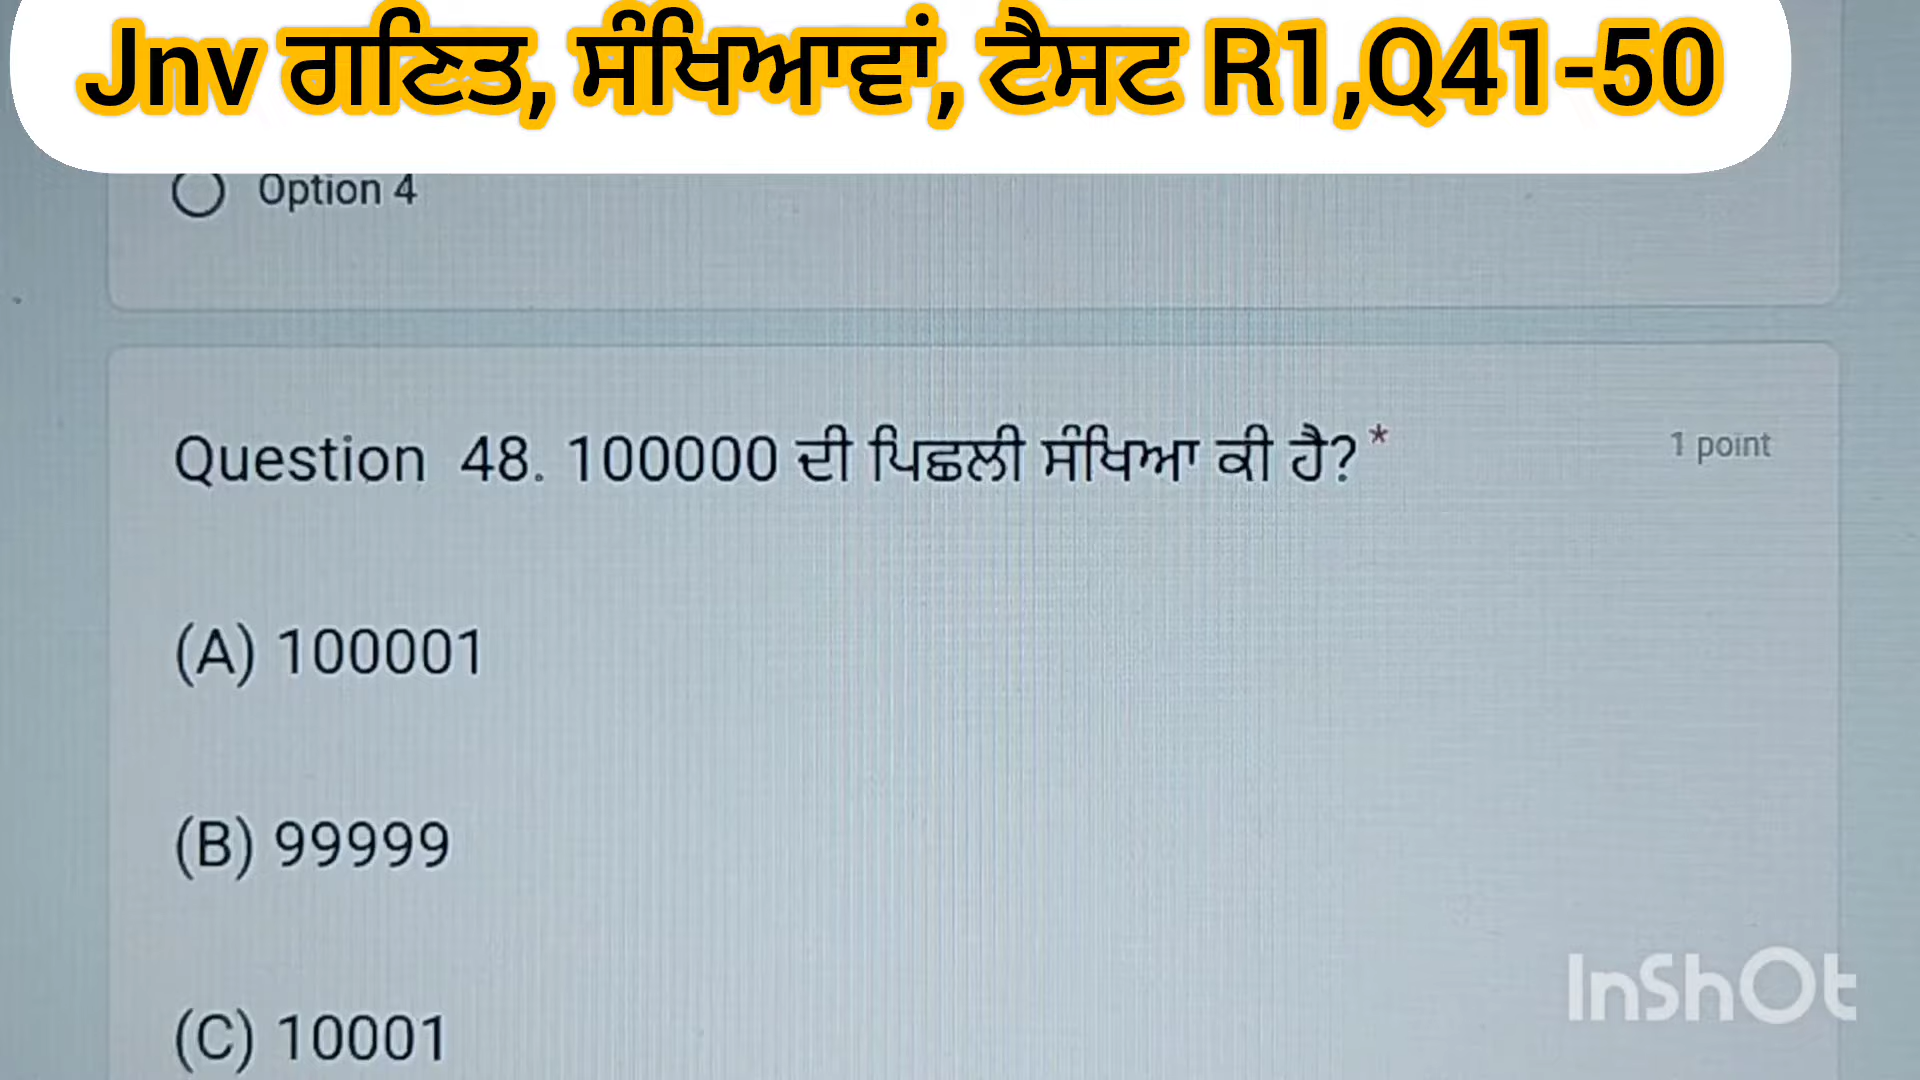 Jnv ਗਣਿਤ, ਸੰਖਿਆਵਾਂ, ਟੈਸਟ R1,Q41-50
Option 4
Question 48. 100000 ਦੀ ਪਿਛਲੀ ਸੰਖਿਆ ਕੀ ਹੈ? *
1 point
(A) 100001
(B) 99999
(C) 10001
InShOt